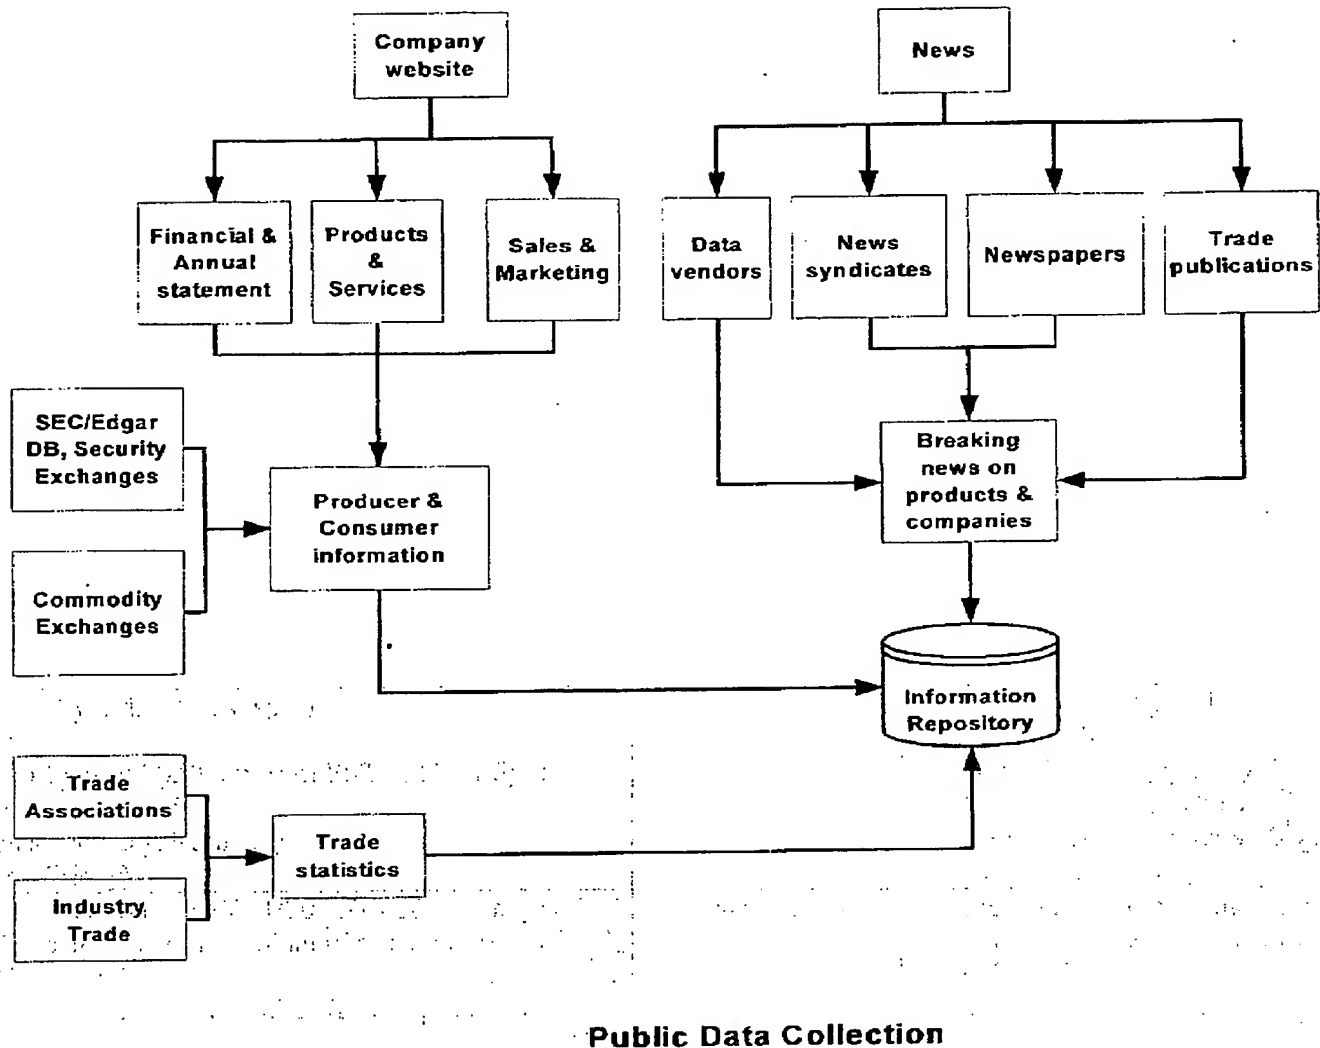 Company
website
News
Financial &
Annual
statement
Products
&
Services
Sales &
Marketing
Data
vendors
News
syndicates
Newspapers
Trade
publications
SEC/Edgar
DB, Security
Exchanges
Commodity
Exchanges
Producer &
Consumer
information
Breaking
news on
products &
companies
Information
Repository
Trade
Associations
Industry
Trade
Trade
statistics
Public Data Collection